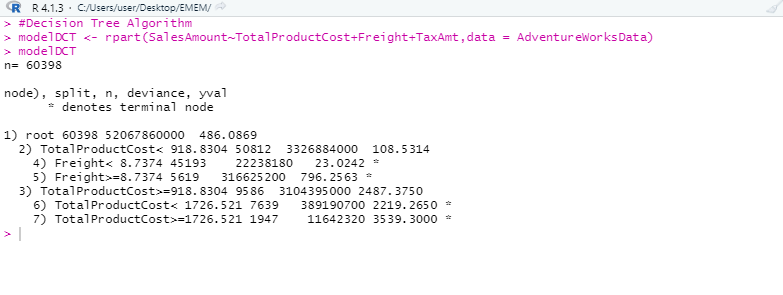 R 4.1.3 · C:/Users/user/Desktop/EMEM/
> #Decision Tree Algorithm
> modelDCT <- rpart(SalesAmount~TotalProductCost+Freight+TaxAmt,data = AdventureWorksData)
> modelDCT
n= 60398
node), split, n, deviance, yval
* denotes terminal node
1) root 60398 52067860000 486.0869
2) TotalProductCost< 918.8304 50812 3326884000 108.5314
4) Freight< 8.7374 45193 22238180 23.0242 *
5) Freight>=8.7374 5619 316625200 796.2563 *
3) TotalProductCost>=918.8304 9586 3104395000 2487.3750
6) TotalProductCost< 1726.521 7639 389190700 2219.2650 *
7) TotalProductCost>=1726.521 1947 11642320 3539.3000 *
>